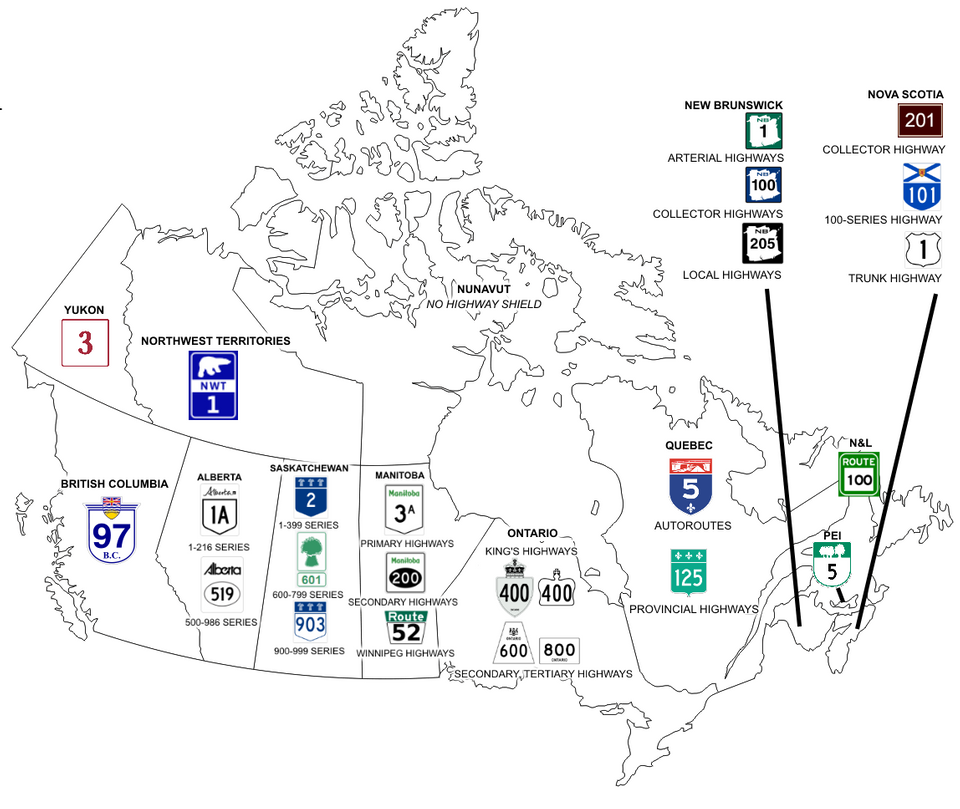 NEW BRUNSWICK
NB
1
ARTERIAL HIGHWAYS
NB
100
COLLECTOR HIGHWAYS
NB
205
LOCAL HIGHWAYS
NOVA SCOTIA
201
COLLECTOR HIGHWAY
101
100-SERIES HIGHWAY
1
TRUNK HIGHWAY
YUKON
3
NORTHWEST TERRITORIES
NWT
1
NUNAVUT
NO HIGHWAY SHIELD
BRITISH COLUMBIA
97
B.C.
ALBERTA
Alberta
1A
1-216 SERIES
Alberta
519
500-986 SERIES
SASKATCHEWAN
2
1-399 SERIES
601
600-799 SERIES
903
900-999 SERIES
MANITOBA
Manitoba
3A
PRIMARY HIGHWAYS
Manitoba
200
SECONDARY HIGHWAYS
Route
52
WINNIPEG HIGHWAYS
ONTARIO
KING'S HIGHWAYS
400
400
ONTARIO
600
800
ONTARIO
SECONDARY, TERTIARY HIGHWAYS
QUEBEC
5
AUTOROUTES
125
PROVINCIAL HIGHWAYS
N&L
ROUTE
100
PEI
5